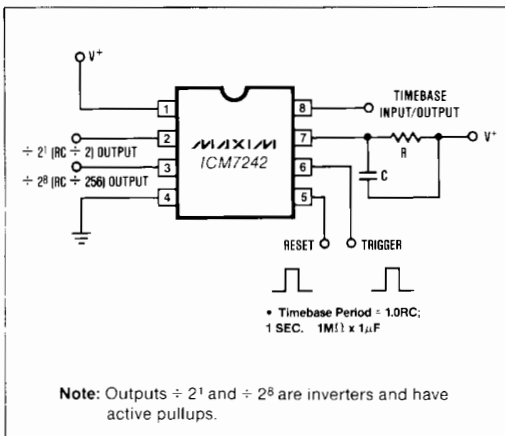 V+
TIMEBASE
INPUT/OUTPUT
1
8
÷ 2¹ (RC ÷ 2) OUTPUT
2
MAXIM
7
R
V+
÷ 2⁸ (RC ÷ 256) OUTPUT
3
ICM7242
6
C
4
5
RESET
TRIGGER
• Timebase Period = 1.0RC;
1 SEC. 1MΩ x 1µF
Note: Outputs ÷ 2¹ and ÷ 2⁸ are inverters and have
active pullups.